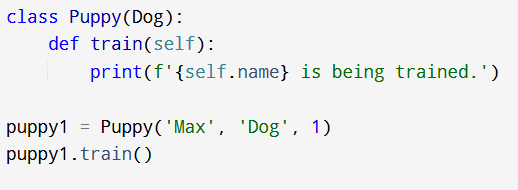 class Puppy(Dog):
    def train(self):
        print(f'{self.name} is being trained.')

puppy1 = Puppy('Max', 'Dog', 1)
puppy1.train()